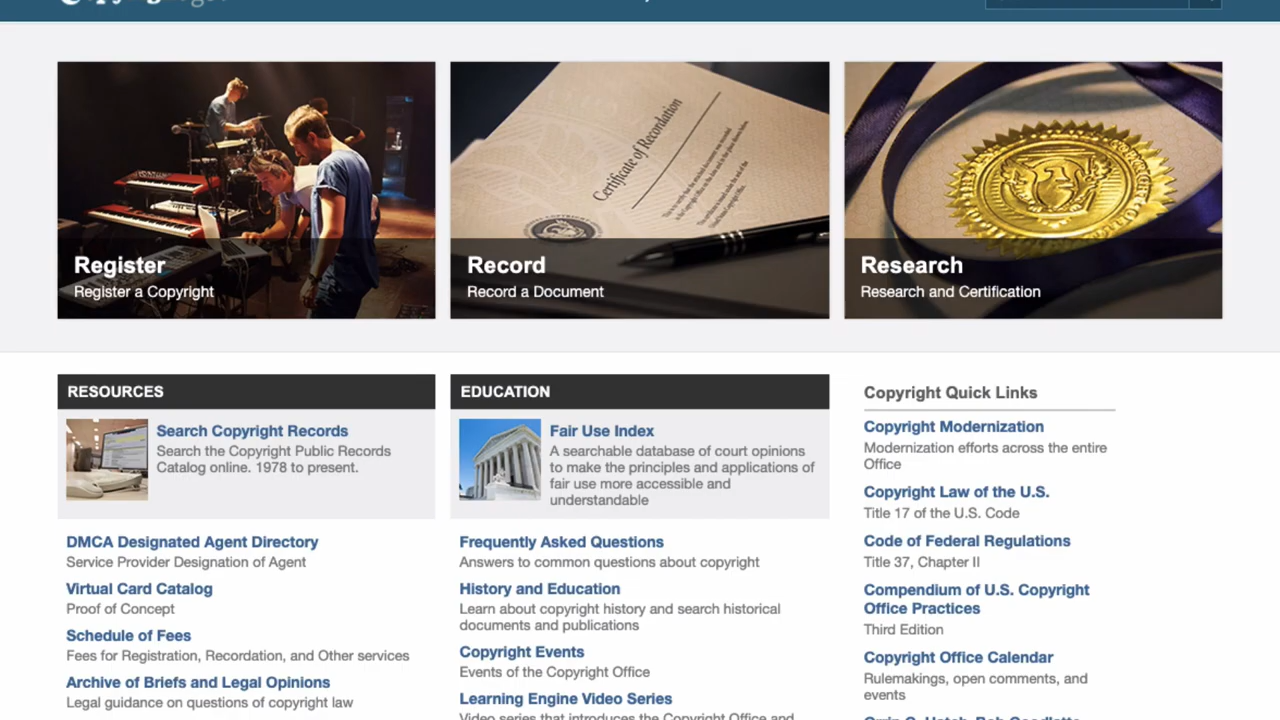 Certificate of Recordation
Register
Register a Copyright
Record
Record a Document
Research
Research and Certification
RESOURCES
Search Copyright Records
Search the Copyright Public Records
Catalog online. 1978 to present.
DMCA Designated Agent Directory
Service Provider Designation of Agent
Virtual Card Catalog
Proof of Concept
Schedule of Fees
Fees for Registration, Recordation, and Other services
Archive of Briefs and Legal Opinions
Legal guidance on questions of copyright law
EDUCATION
Fair Use Index
A searchable database of court opinions
to make the principles and applications of
fair use more accessible and
understandable
Frequently Asked Questions
Answers to common questions about copyright
History and Education
Learn about copyright history and search historical
documents and publications
Copyright Events
Events of the Copyright Office
Learning Engine Video Series
Video series that introduces the Copyright Office and
Copyright Quick Links
Copyright Modernization
Modernization efforts across the entire
Office
Copyright Law of the U.S.
Title 17 of the U.S. Code
Code of Federal Regulations
Title 37, Chapter II
Compendium of U.S. Copyright
Office Practices
Third Edition
Copyright Office Calendar
Rulemakings, open comments, and
events